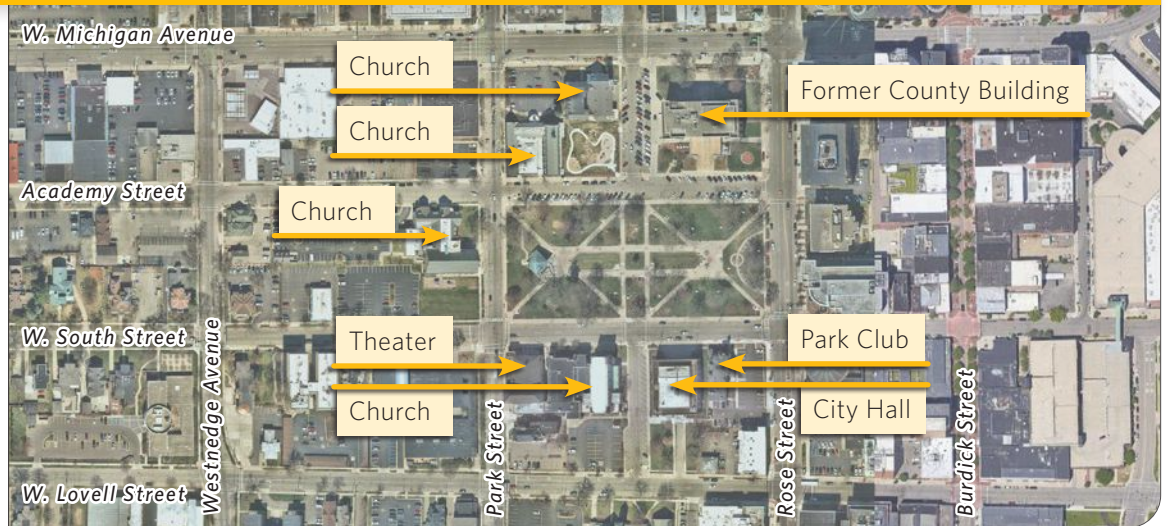 W. Michigan Avenue
Church
Former County Building
Church
Academy Street
Church
W. South Street
Theater
Park Club
Church
City Hall
Westnedge Avenue
Park Street
Rose Street
Burdick Street
W. Lovell Street